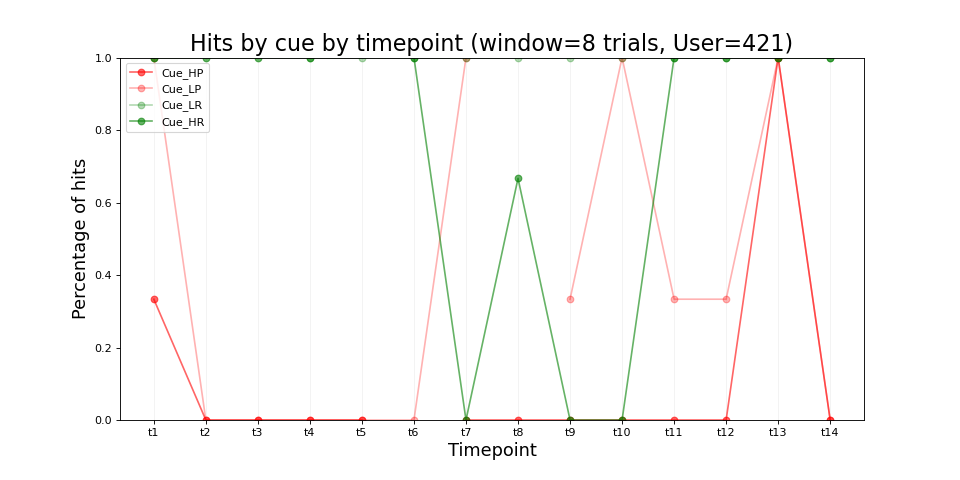 Hits by cue by timepoint (window=8 trials, User=421)
Percentage of hits
1.0
0.8
0.6
0.4
0.2
0.0
Cue_HP
Cue_LP
Cue_LR
Cue_HR
t1 t2 t3 t4 t5 t6 t7 t8 t9 t10 t11 t12 t13 t14
Timepoint